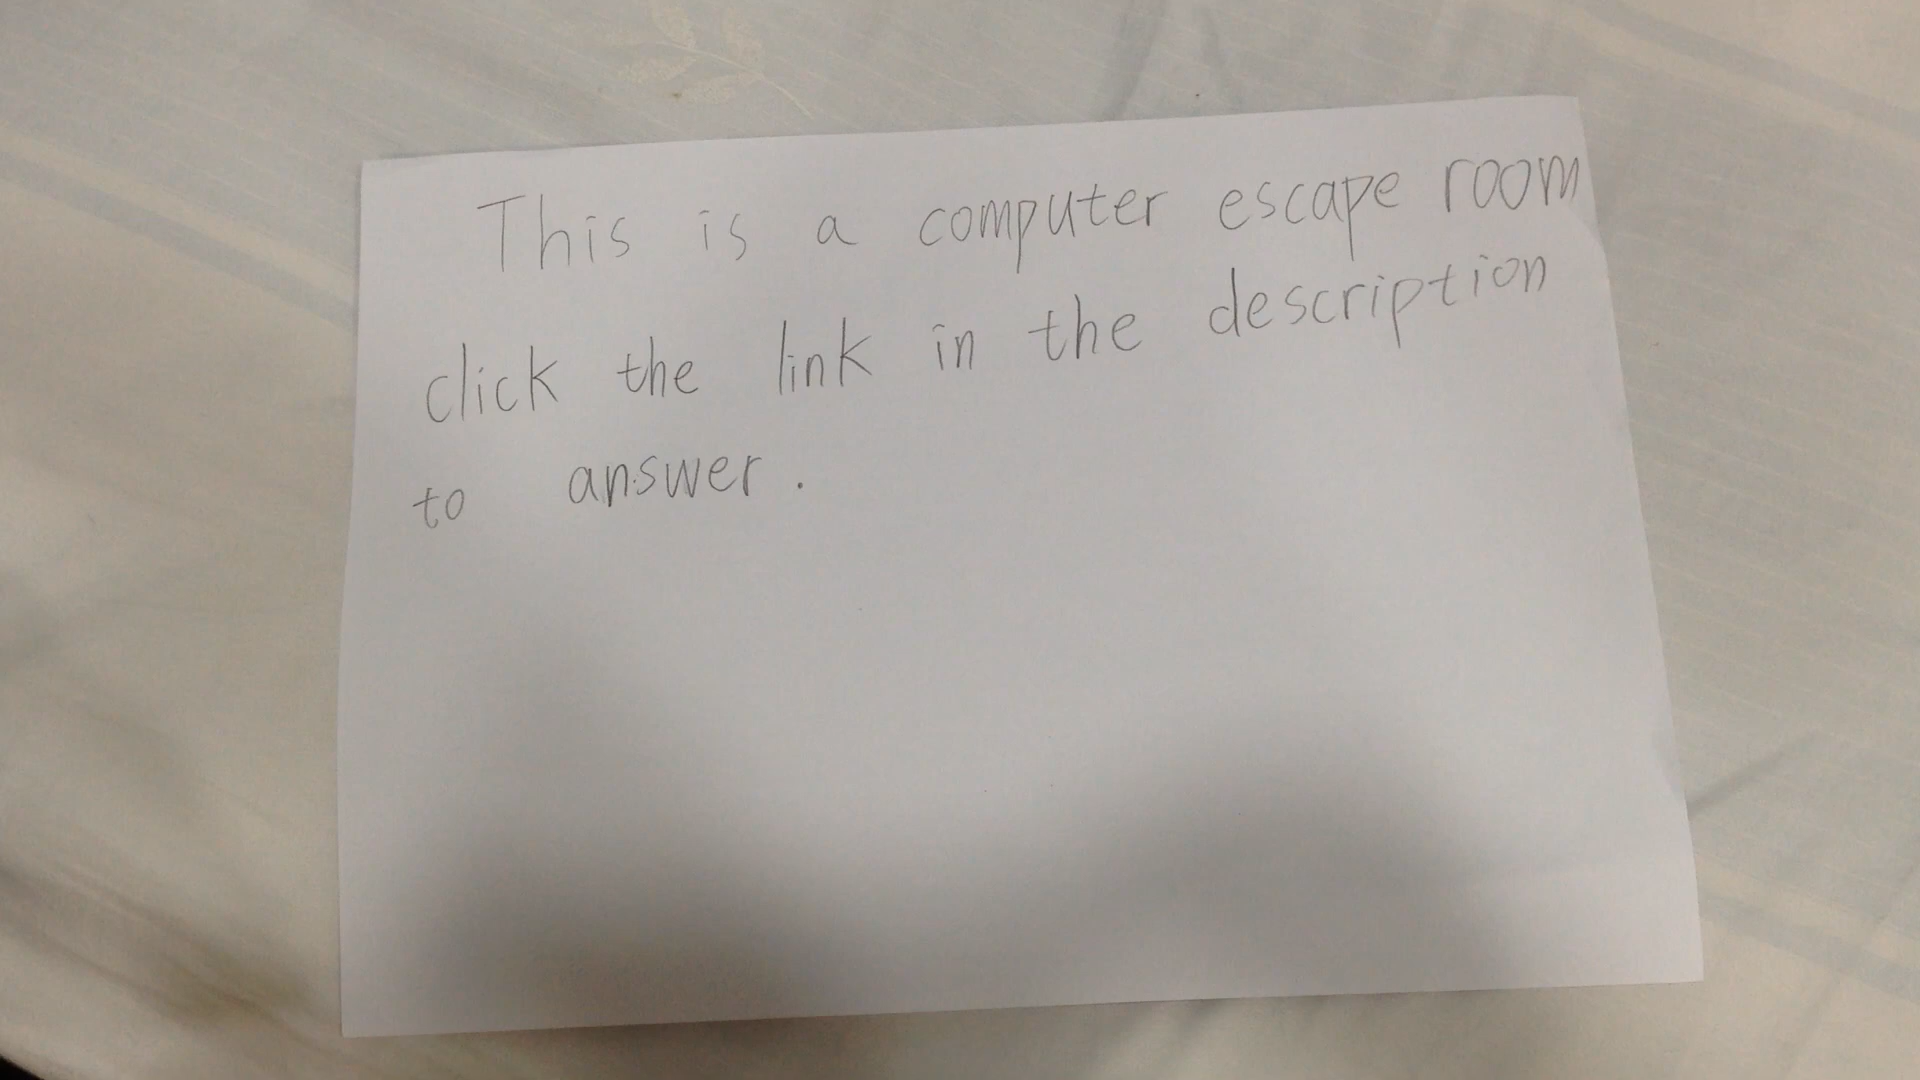 This is a computer escape room
click the link in the description
to answer.